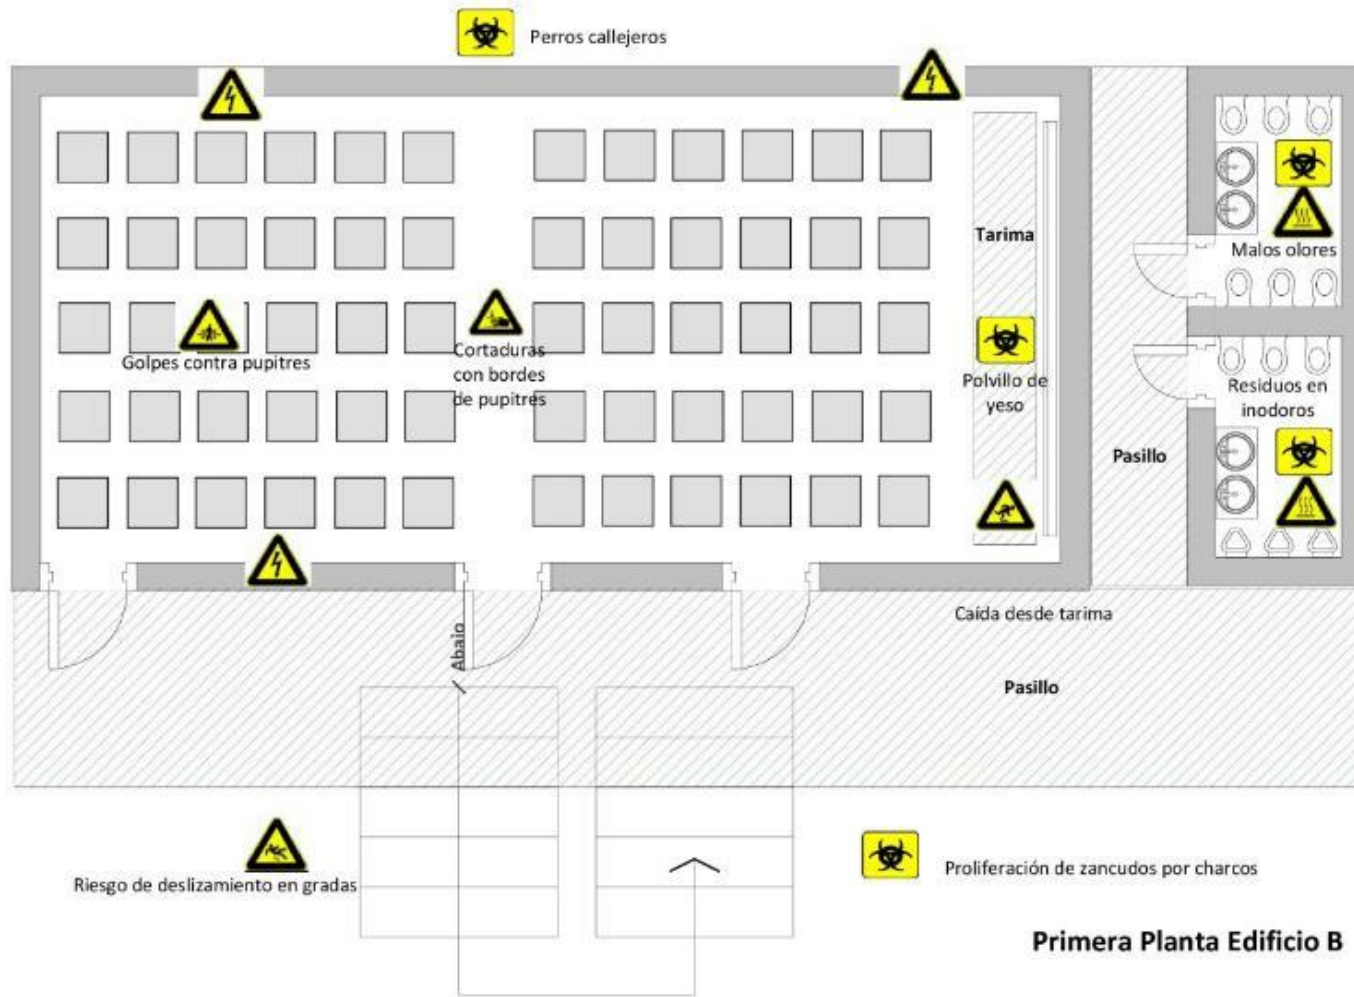 Perros callejeros
Tarima
Malos olores
Golpes contra pupitres
Cortaduras
con bordes
de pupitres
Polvillo de
yeso
Residuos en
inodoros
Pasillo
Caída desde tarima
Abajo
Pasillo
Riesgo de deslizamiento en gradas
Proliferación de zancudos por charcos
Primera Planta Edificio B